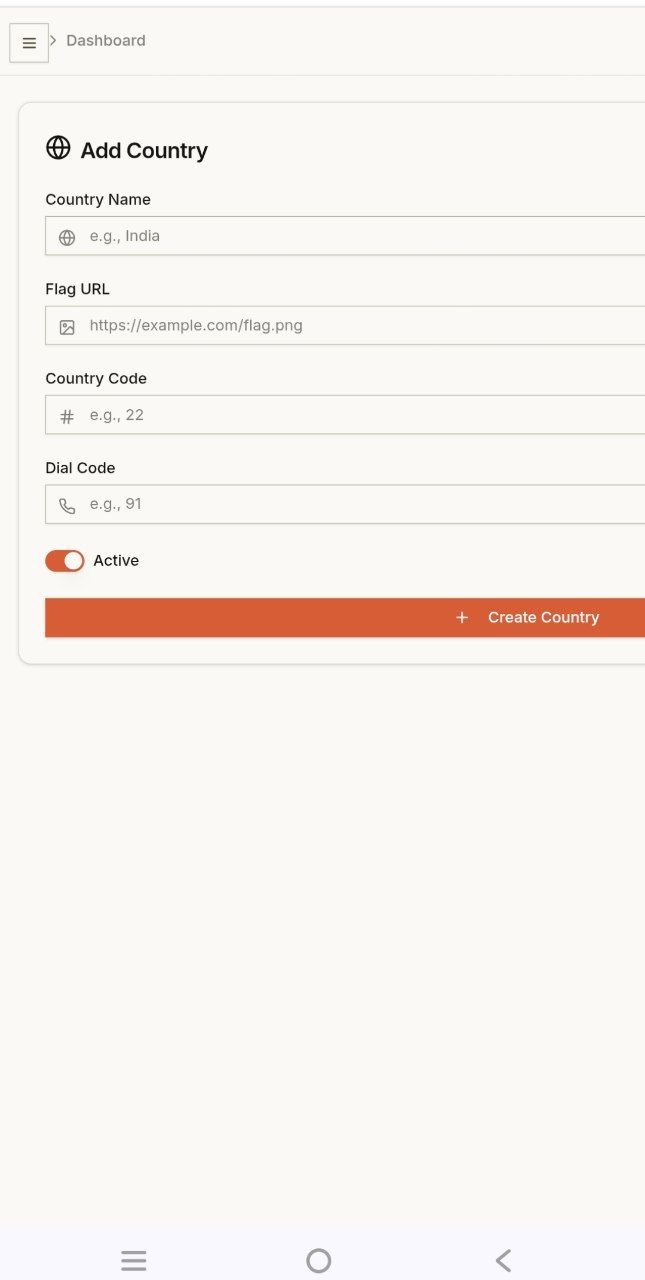 Dashboard
Add Country
Country Name
e.g., India
Flag URL
https://example.com/flag.png
Country Code
e.g., 22
Dial Code
e.g., 91
Active
Create Country